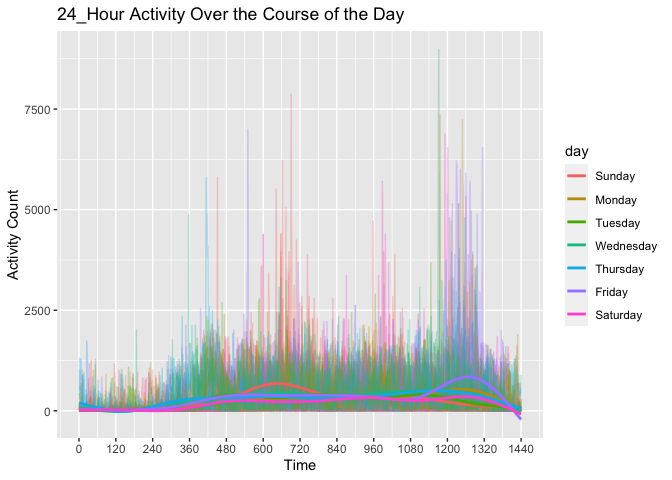 24_Hour Activity Over the Course of the Day
Activity Count
7500
5000
2500
0
0 120 240 360 480 600 720 840 960 1080 1200 1320 1440
Time
day
Sunday
Monday
Tuesday
Wednesday
Thursday
Friday
Saturday